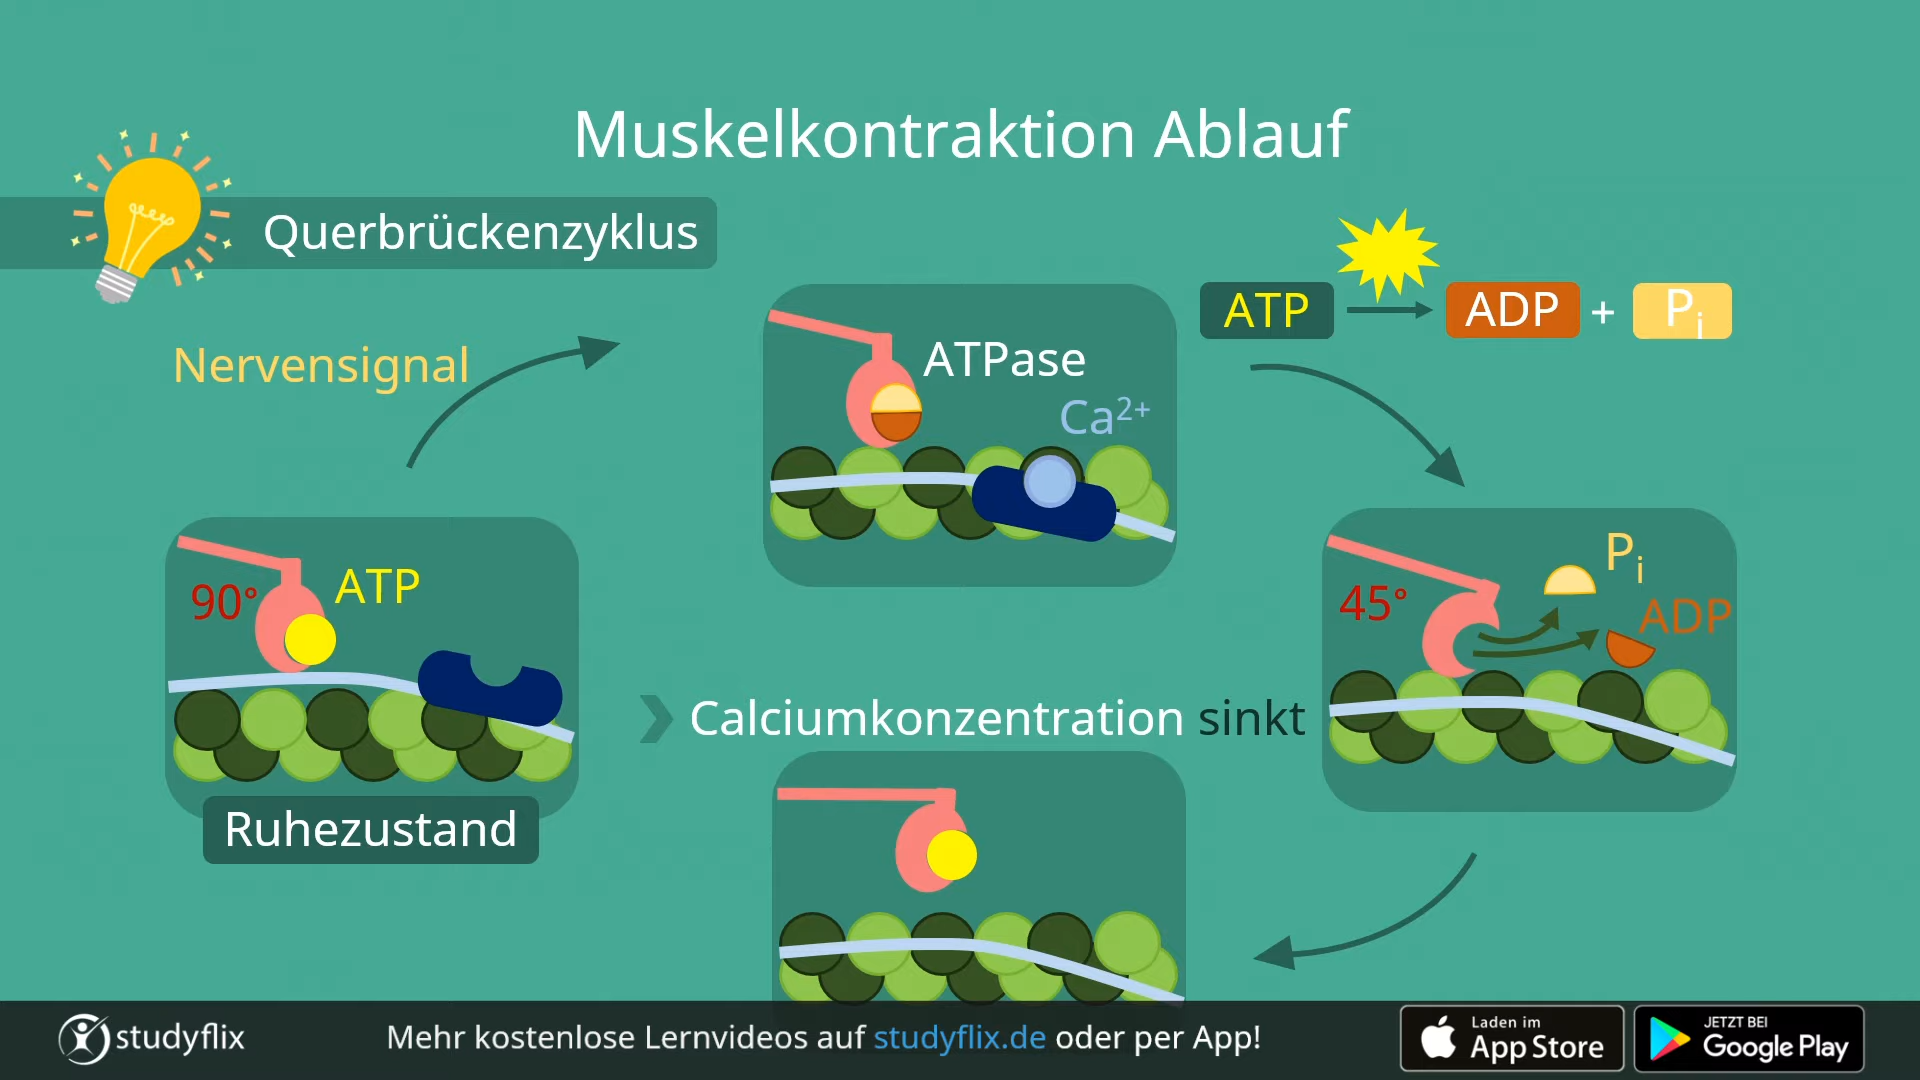 Muskelkontraktion Ablauf
Querbrückenzyklus
Nervensignal
ATPase
Ca²⁺
ATP
ADP + Pᵢ
90°
ATP
Ruhezustand
45°
Pᵢ
ADP
Calciumkonzentration sinkt
studyflix
Mehr kostenlose Lernvideos auf studyflix.de oder per App!
Laden im
App Store
JETZT BEI
Google Play